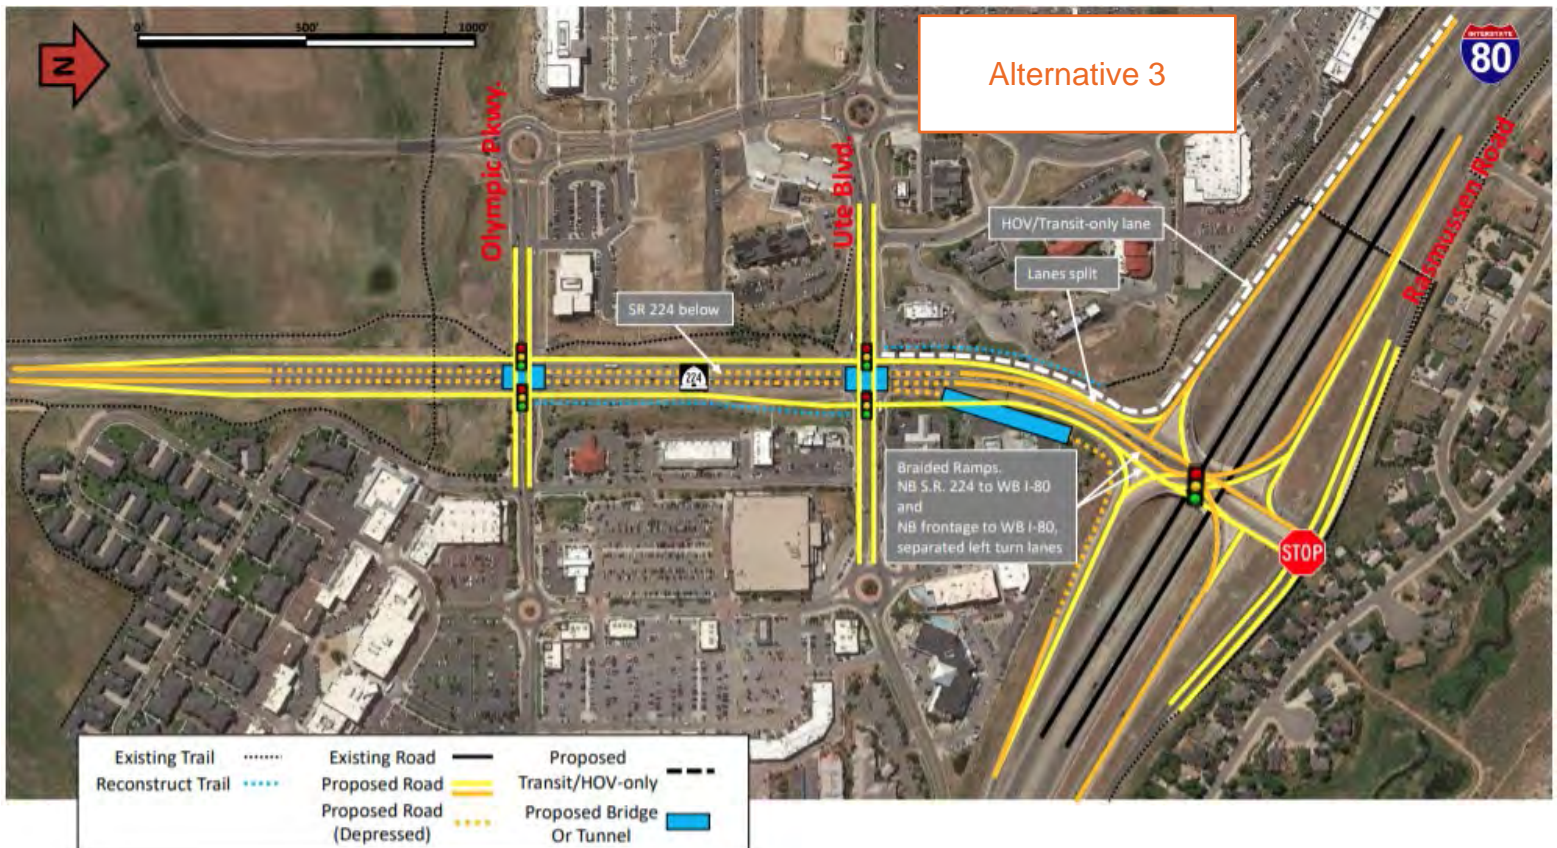 N
0'
500'
1000'
Alternative 3
INTERSTATE
80
Olympic Pkwy.
Ute Blvd.
Rasmussen Road
HOV/Transit-only lane
Lanes split
SR 224 below
224
Braided Ramps.
NB S.R. 224 to WB I-80
and
NB frontage to WB I-80,
separated left turn lanes
STOP
Existing Trail
Reconstruct Trail
Existing Road
Proposed Road
Proposed Road
(Depressed)
Proposed
Transit/HOV-only
Proposed Bridge
Or Tunnel